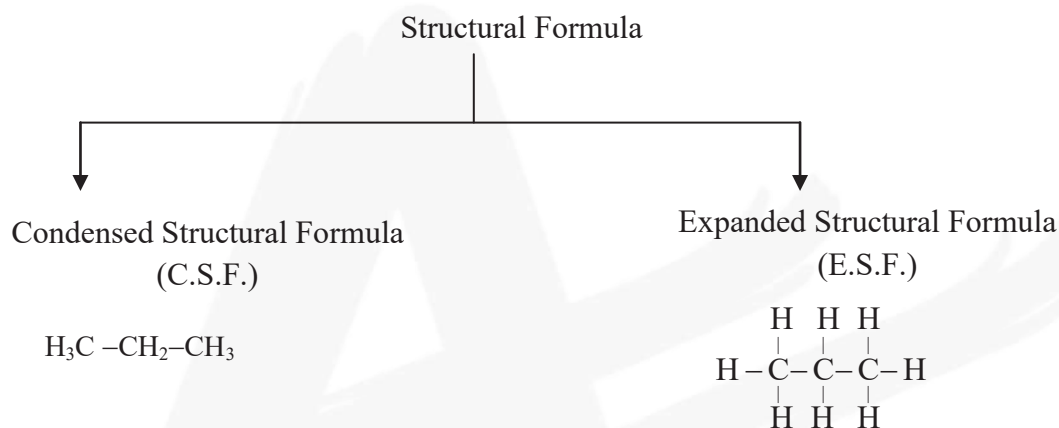 Structural Formula
Condensed Structural Formula
(C.S.F.)
H₃C –CH₂–CH₃
Expanded Structural Formula
(E.S.F.)
H H H
| | |
H – C – C – C – H
| | |
H H H